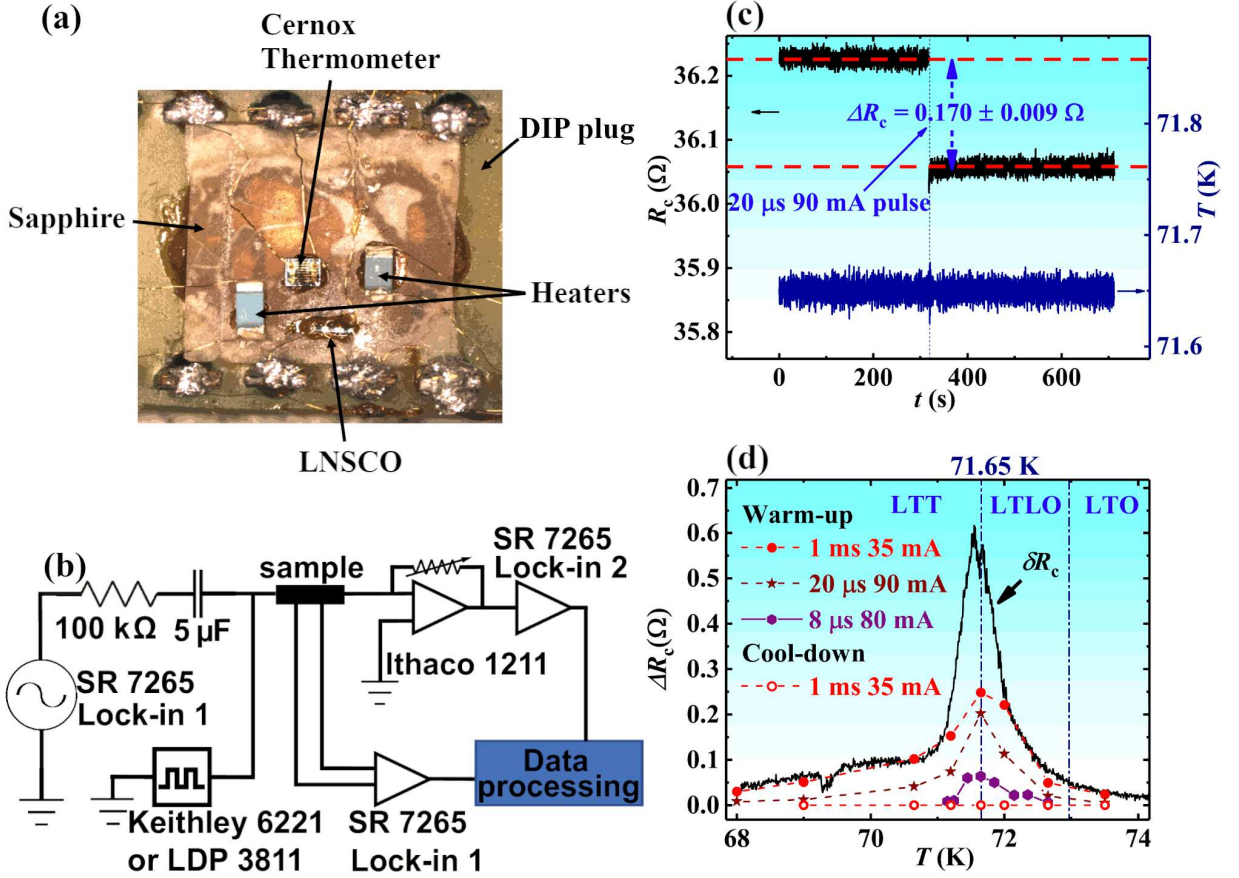 (a)
Cernox
Thermometer
DIP plug
Sapphire
Heaters
LNSCO
(b)
100 kΩ
5 µF
sample
SR 7265
Lock-in 2
Ithaco 1211
SR 7265
Lock-in 1
Keithley 6221
or LDP 3811
SR 7265
Lock-in 1
Data
processing
(c)
36.2
36.1
36.0
35.9
35.8
Rc (Ω)
ΔRc = 0.170 ± 0.009 Ω
20 µs 90 mA pulse
71.8
71.7
71.6
T (K)
0 200 400 600
t (s)
(d)
71.65 K
0.7
0.6
0.5
0.4
0.3
0.2
0.1
0.0
ΔRc(Ω)
LTT LTLO LTO
Warm-up
1 ms 35 mA
20 µs 90 mA
8 µs 80 mA
Cool-down
1 ms 35 mA
δRc
68 70 72 74
T (K)